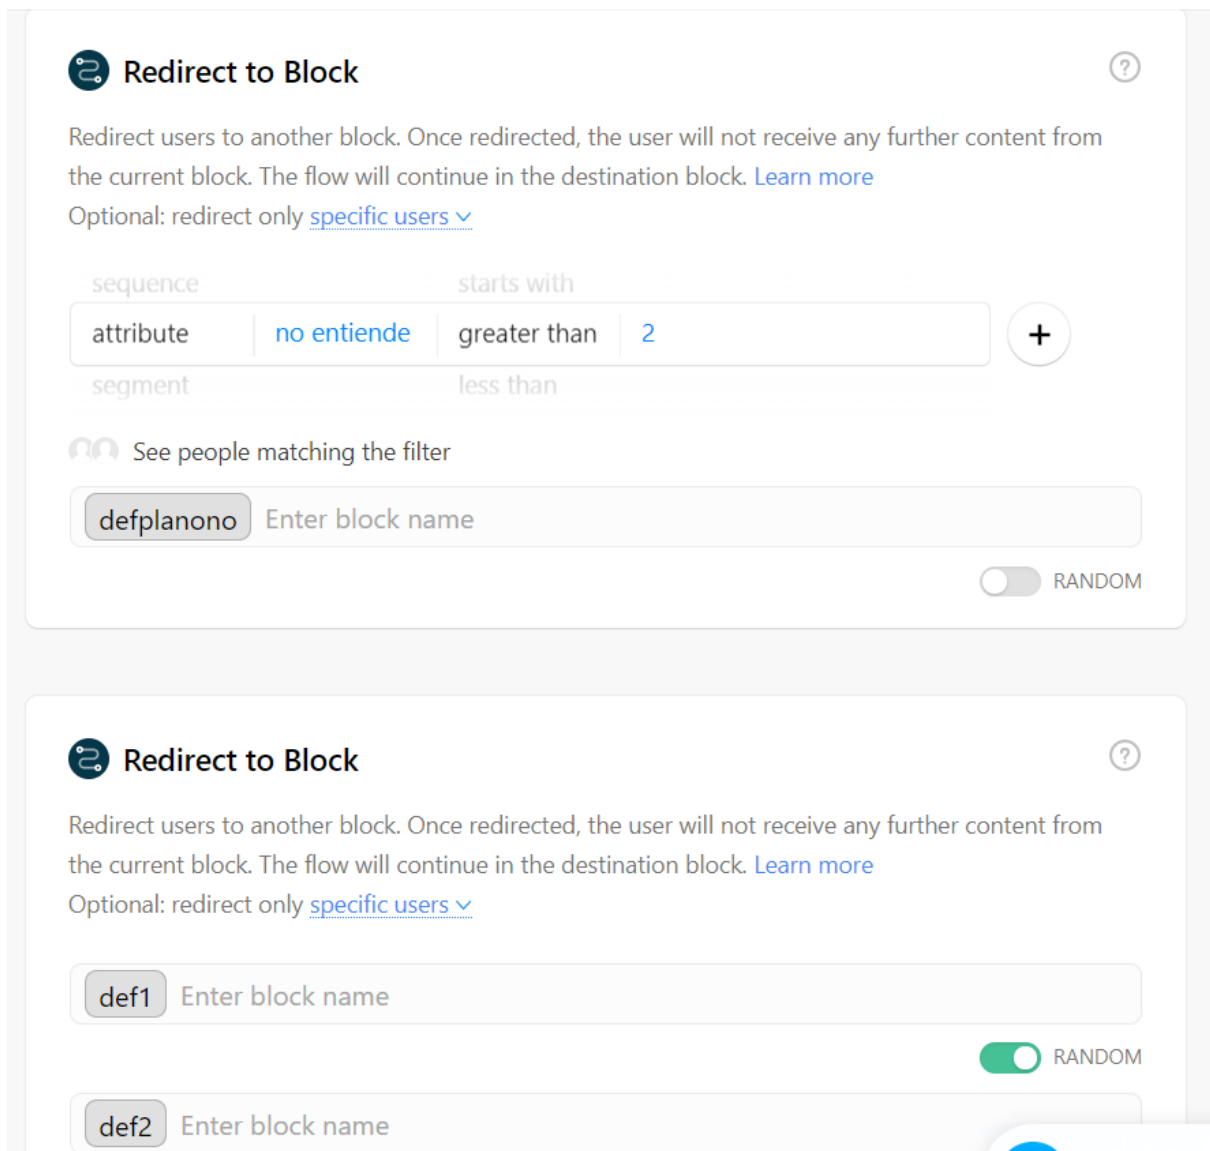 Redirect to Block
?
Redirect users to another block. Once redirected, the user will not receive any further content from
the current block. The flow will continue in the destination block. Learn more
Optional: redirect only specific users
sequence starts with
attribute no entiende greater than 2 +
segment less than
See people matching the filter
defplanono Enter block name
RANDOM
Redirect to Block
?
Redirect users to another block. Once redirected, the user will not receive any further content from
the current block. The flow will continue in the destination block. Learn more
Optional: redirect only specific users
def1 Enter block name
RANDOM
def2 Enter block name